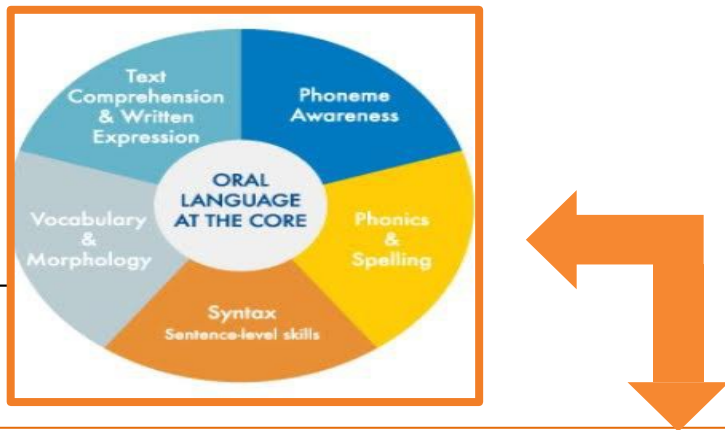 Text
Comprehension
& Written
Expression
Phoneme
Awareness
ORAL
LANGUAGE
AT THE CORE
Vocabulary
&
Morphology
Phonics
&
Spelling
Syntax
Sentence-level skills